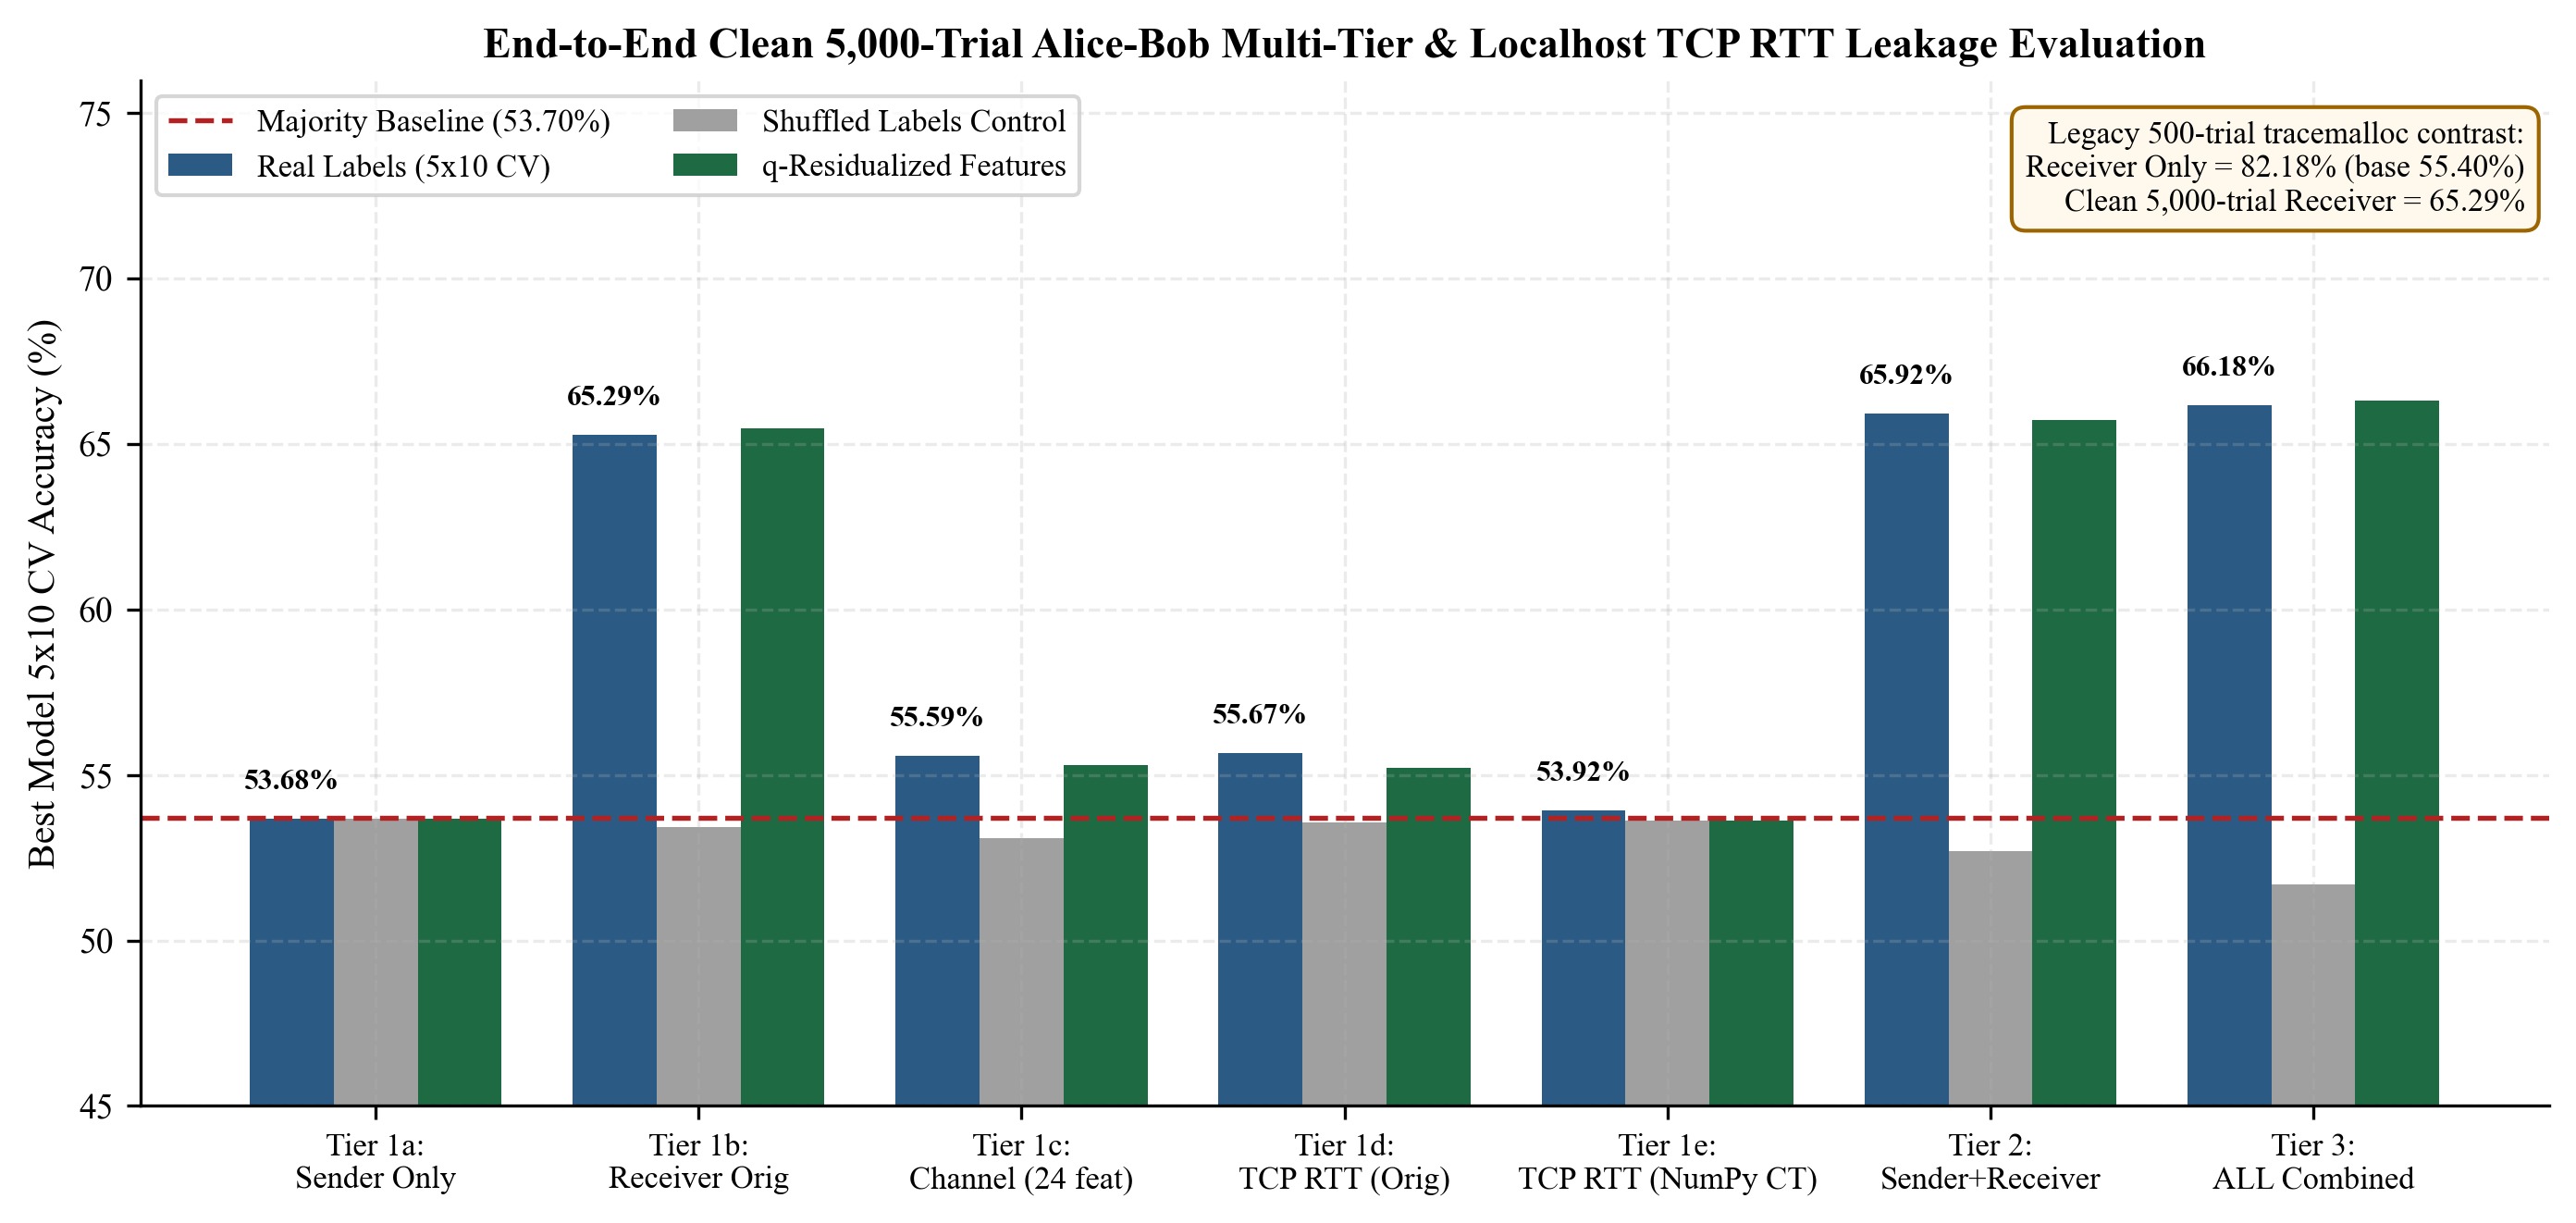 End-to-End Clean 5,000-Trial Alice-Bob Multi-Tier & Localhost TCP RTT Leakage Evaluation
Majority Baseline (53.70%)
Real Labels (5x10 CV)
Shuffled Labels Control
q-Residualized Features
Legacy 500-trial tracemalloc contrast:
Receiver Only = 82.18% (base 55.40%)
Clean 5,000-trial Receiver = 65.29%
Best Model 5x10 CV Accuracy (%)
75
70
65
60
55
50
45
53.68%
65.29%
55.59%
55.67%
53.92%
65.92%
66.18%
Tier 1a:
Sender Only
Tier 1b:
Receiver Orig
Tier 1c:
Channel (24 feat)
Tier 1d:
TCP RTT (Orig)
Tier 1e:
TCP RTT (NumPy CT)
Tier 2:
Sender+Receiver
Tier 3:
ALL Combined